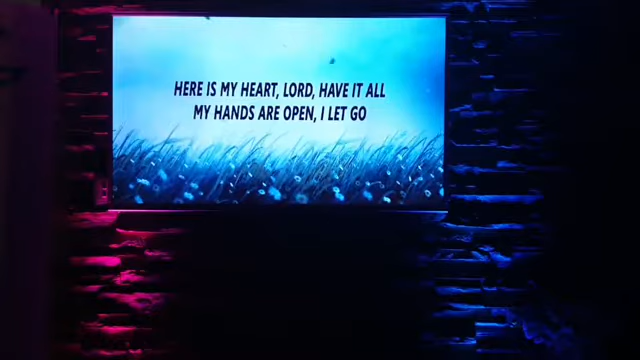 HERE IS MY HEART, LORD, HAVE IT ALL
MY HANDS ARE OPEN, I LET GO